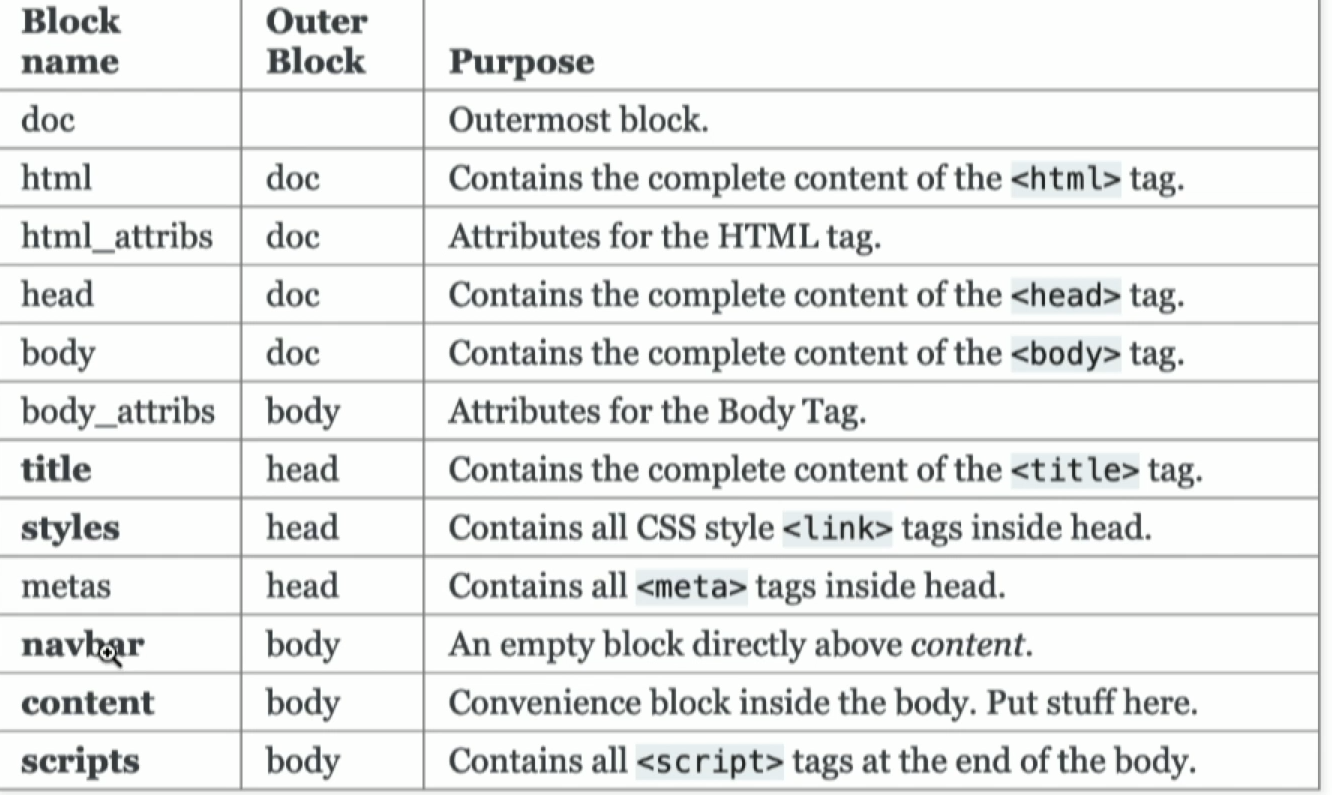 Block name | Outer Block | Purpose
doc | | Outermost block.
html | doc | Contains the complete content of the <html> tag.
html_attribs | doc | Attributes for the HTML tag.
head | doc | Contains the complete content of the <head> tag.
body | doc | Contains the complete content of the <body> tag.
body_attribs | body | Attributes for the Body Tag.
title | head | Contains the complete content of the <title> tag.
styles | head | Contains all CSS style <link> tags inside head.
metas | head | Contains all <meta> tags inside head.
navbar | body | An empty block directly above content.
content | body | Convenience block inside the body. Put stuff here.
scripts | body | Contains all <script> tags at the end of the body.